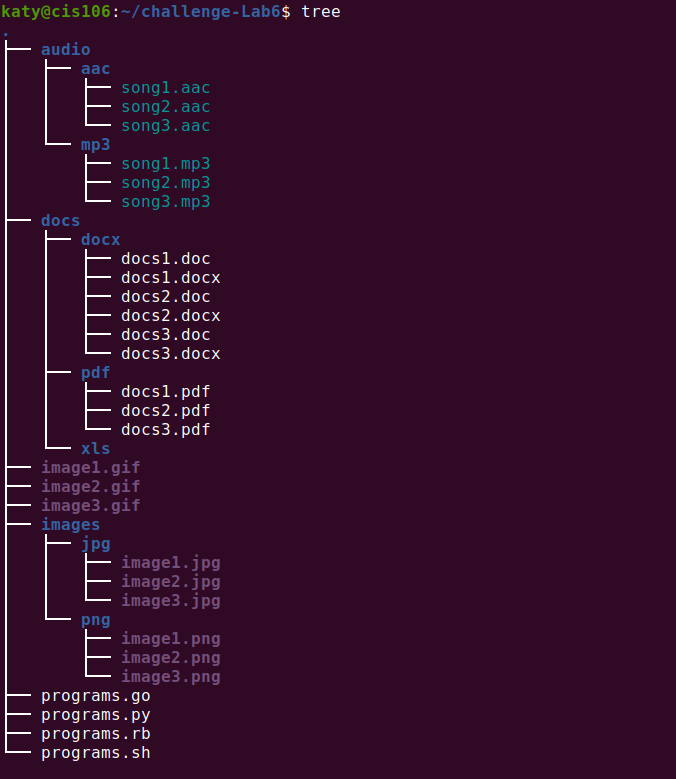 katy@cis106:~/challenge-Lab6$ tree
.
├── audio
│   ├── aac
│   │   ├── song1.aac
│   │   ├── song2.aac
│   │   └── song3.aac
│   └── mp3
│       ├── song1.mp3
│       ├── song2.mp3
│       └── song3.mp3
├── docs
│   ├── docx
│   │   ├── docs1.doc
│   │   ├── docs1.docx
│   │   ├── docs2.doc
│   │   ├── docs2.docx
│   │   ├── docs3.doc
│   │   └── docs3.docx
│   ├── pdf
│   │   ├── docs1.pdf
│   │   ├── docs2.pdf
│   │   └── docs3.pdf
│   └── xls
├── image1.gif
├── image2.gif
├── image3.gif
├── images
│   ├── jpg
│   │   ├── image1.jpg
│   │   ├── image2.jpg
│   │   └── image3.jpg
│   └── png
│       ├── image1.png
│       ├── image2.png
│       └── image3.png
├── programs.go
├── programs.py
├── programs.rb
└── programs.sh